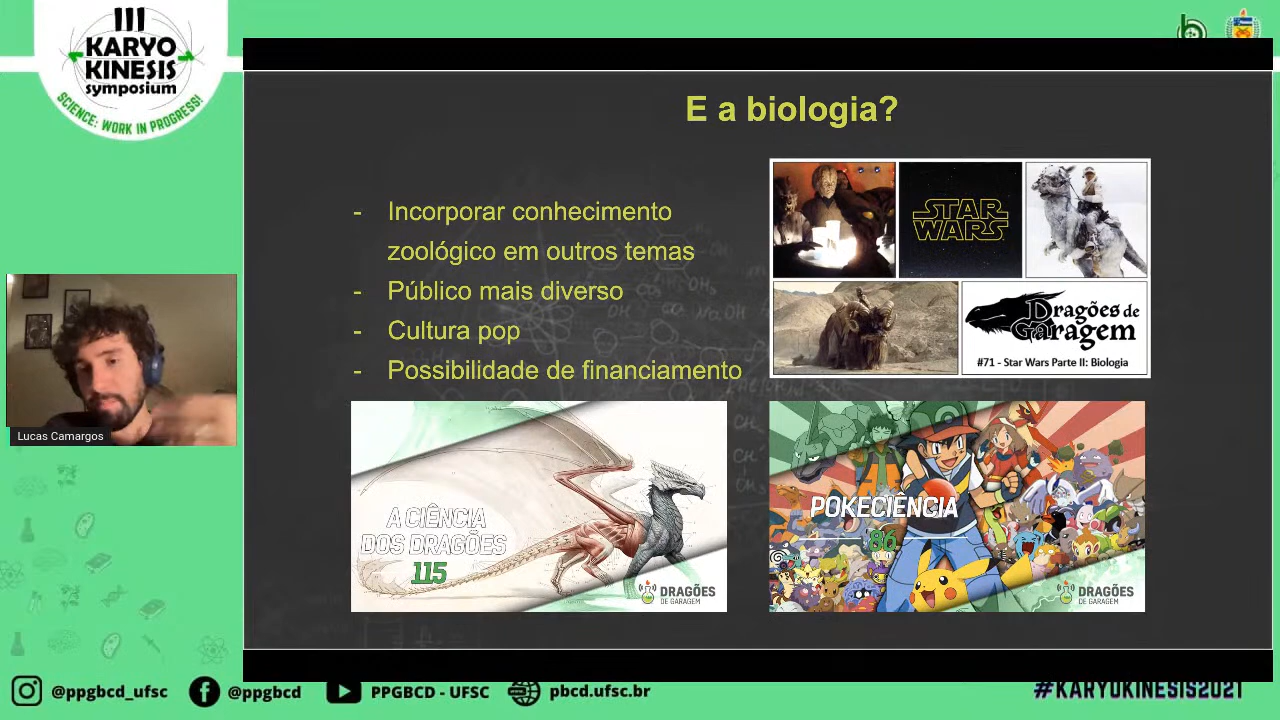 III
KARYO
KINESIS
symposium
SCIENCE: WORK IN PROGRESS!
E a biologia?
- Incorporar conhecimento
zoológico em outros temas
- Público mais diverso
- Cultura pop
- Possibilidade de financiamento
STAR
WARS
Dragões de
Garagem
#71 - Star Wars Parte II: Biologia
Lucas Camargos
A CIÊNCIA
DOS DRAGÕES
115
DRAGÕES
DE GARAGEM
POKECIÊNCIA
86
DRAGÕES
DE GARAGEM
@ppgbcd_ufsc
@ppgbcd
PPGBCD - UFSC
pbcd.ufsc.br
#KARYOKINESIS2021